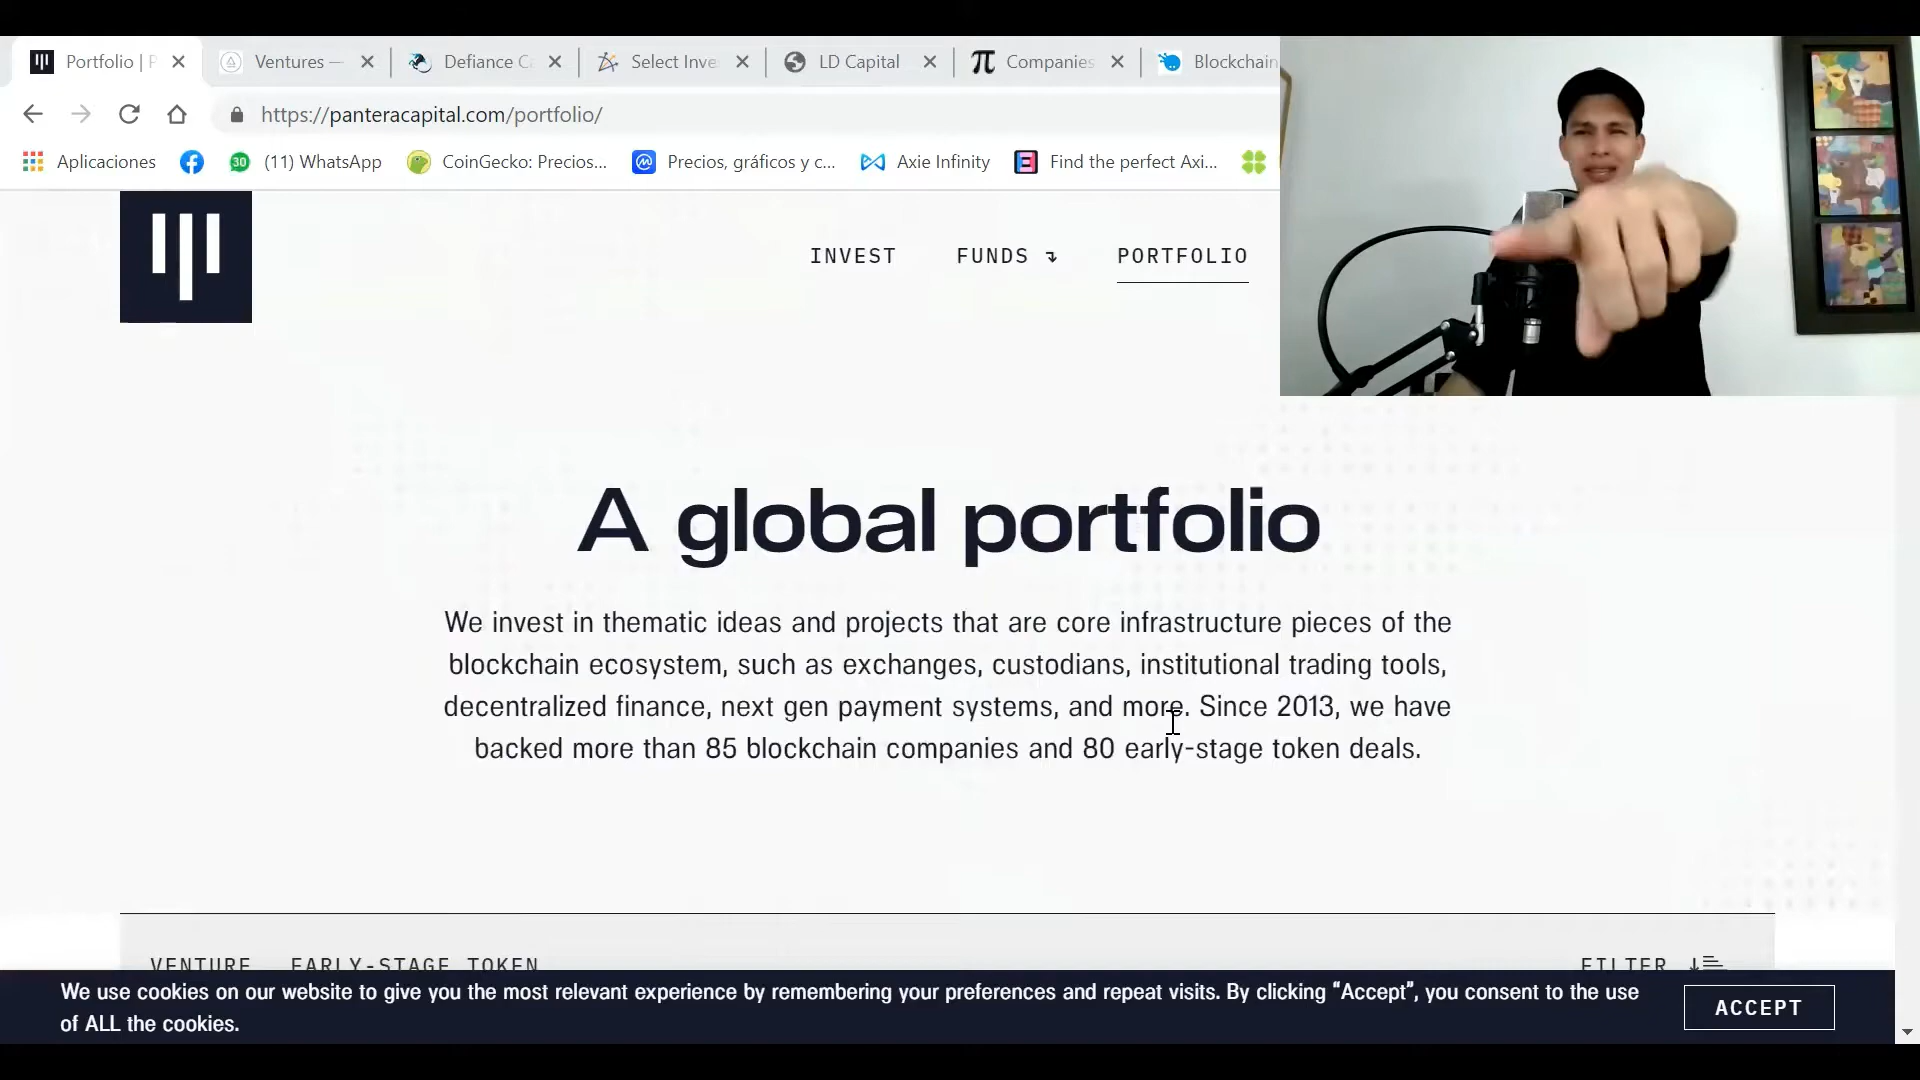 Portfolio | P
Ventures —
Defiance Ca
Select Inve
LD Capital
Companies
Blockchain
https://panteracapital.com/portfolio/
Aplicaciones
30
(11) WhatsApp
CoinGecko: Precios...
Precios, gráficos y c...
Axie Infinity
Find the perfect Axi...
INVEST
FUNDS
PORTFOLIO
A global portfolio
We invest in thematic ideas and projects that are core infrastructure pieces of the
blockchain ecosystem, such as exchanges, custodians, institutional trading tools,
decentralized finance, next gen payment systems, and more. Since 2013, we have
backed more than 85 blockchain companies and 80 early-stage token deals.
VENTURE EARLY-STAGE TOKEN
FILTER
We use cookies on our website to give you the most relevant experience by remembering your preferences and repeat visits. By clicking “Accept”, you consent to the use
of ALL the cookies.
ACCEPT